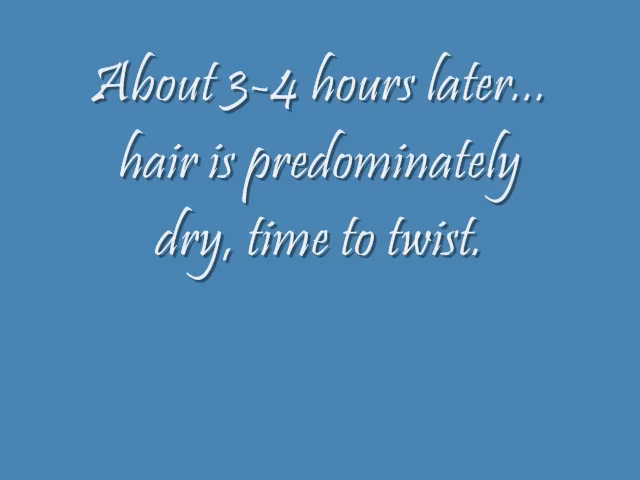 About 3-4 hours later...
hair is predominately
dry, time to twist.